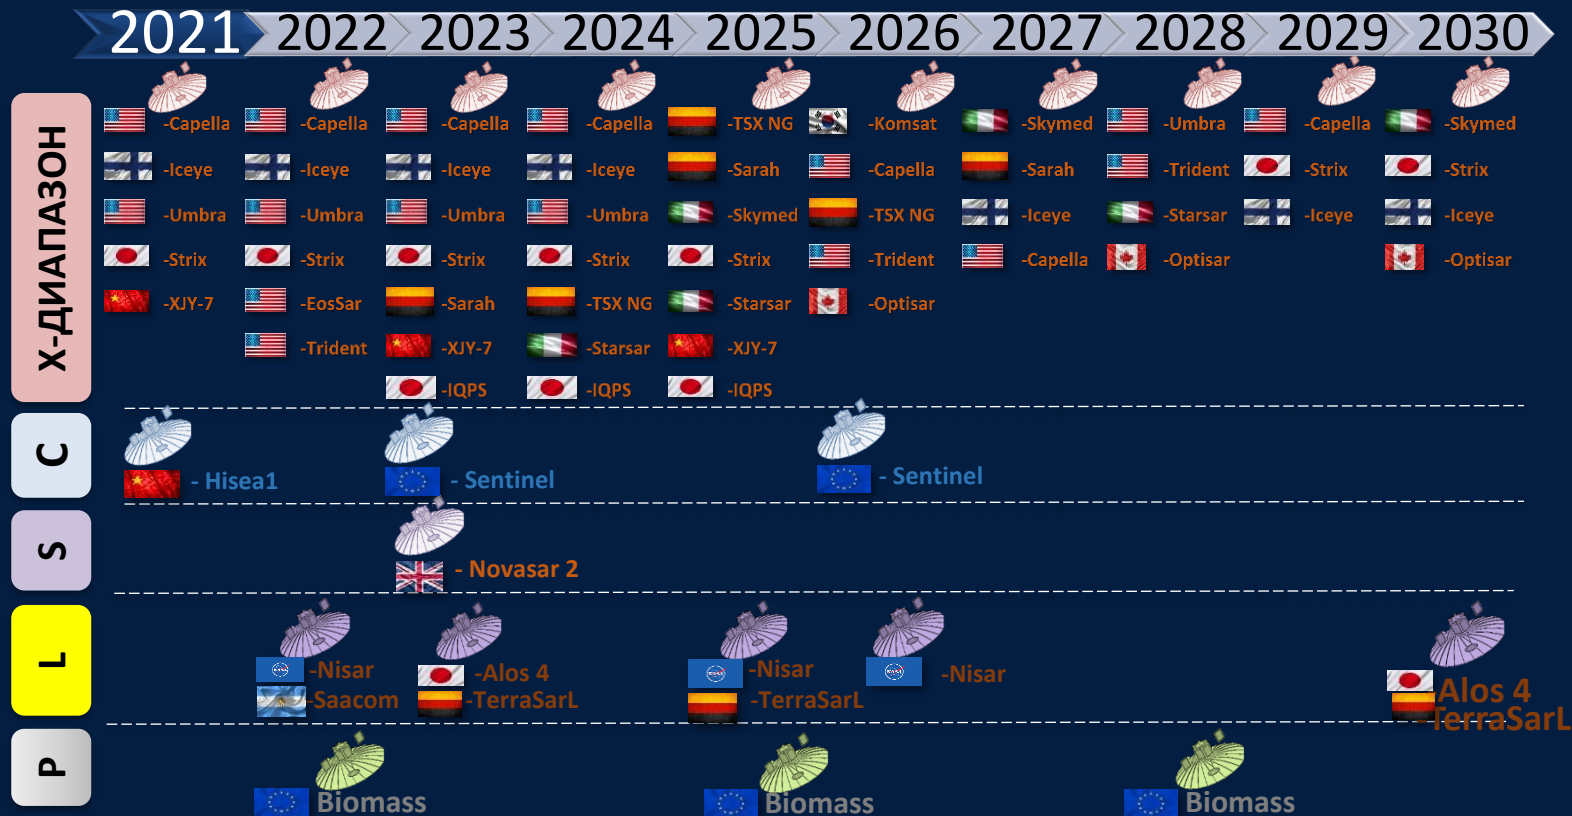 2021 2022 2023 2024 2025 2026 2027 2028 2029 2030
Х-ДИАПАЗОН
-Capella -Capella -Capella -Capella -TSX NG -Komsat -Skymed -Umbra -Capella -Skymed
-Iceye -Iceye -Iceye -Iceye -Sarah -Capella -Sarah -Trident -Strix -Strix
-Umbra -Umbra -Umbra -Umbra -Skymed -TSX NG -Iceye -Starsar -Iceye -Iceye
-Strix -Strix -Strix -Strix -Strix -Trident -Capella -Optisar -Optisar
-XJY-7 -EosSar -Sarah -TSX NG -Starsar -Optisar
-Trident -XJY-7 -Starsar -XJY-7
-IQPS -IQPS -IQPS
C
- Hisea1 - Sentinel - Sentinel
S
- Novasar 2
L
-Nisar -Alos 4 -Nisar -Nisar -Alos 4
-Saacom -TerraSarL -TerraSarL -TerraSarL
P
Biomass Biomass Biomass